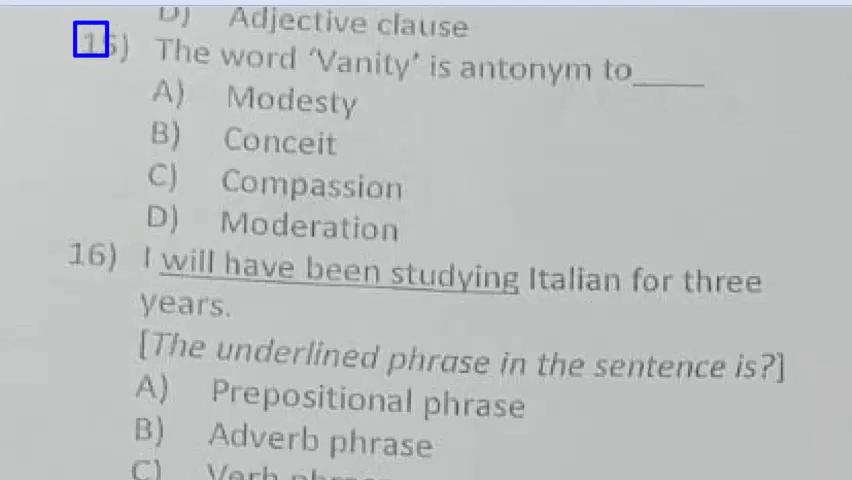 D) Adjective clause
15) The word ‘Vanity’ is antonym to_____
A) Modesty
B) Conceit
C) Compassion
D) Moderation
16) I will have been studying Italian for three
years.
[The underlined phrase in the sentence is?]
A) Prepositional phrase
B) Adverb phrase
C) Verb